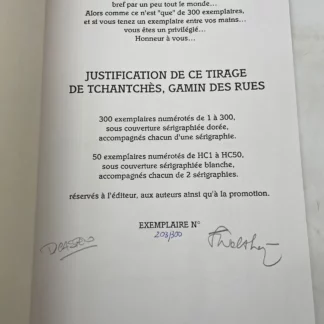 bref par un peu tout le monde...
Alors comme ce n'est "que" de 300 exemplaires,
et si vous tenez un exemplaire entre vos mains...
vous êtes un privilégié...
Honneur à vous...
JUSTIFICATION DE CE TIRAGE
DE TCHANTCHÈS, GAMIN DES RUES
300 exemplaires numérotés de 1 à 300,
sous couverture sérigraphiée dorée,
accompagnés chacun d'une sérigraphie.
50 exemplaires numérotés de HC1 à HC50,
sous couverture sérigraphiée blanche,
accompagnés chacun de 2 sérigraphies.
réservés à l'éditeur, aux auteurs ainsi qu'à la promotion.
EXEMPLAIRE N°
203/300